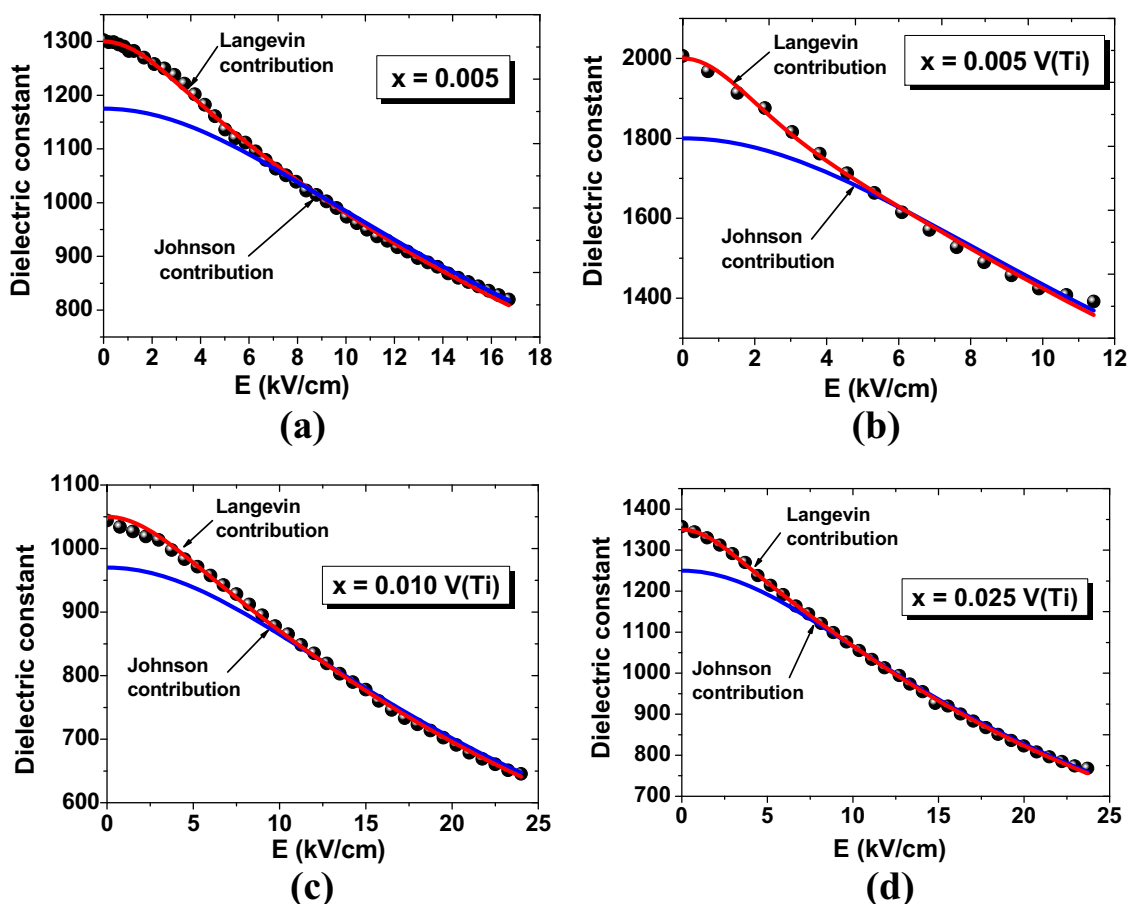 1300
1200
1100
1000
900
800
0 2 4 6 8 10 12 14 16 18
Dielectric constant
E (kV/cm)
Langevin
contribution
x = 0.005
Johnson
contribution
(a)
2000
1800
1600
1400
0 2 4 6 8 10 12
Dielectric constant
E (kV/cm)
Langevin
contribution
x = 0.005 V(Ti)
Johnson
contribution
(b)
1100
1000
900
800
700
600
0 5 10 15 20 25
Dielectric constant
E (kV/cm)
Langevin
contribution
x = 0.010 V(Ti)
Johnson
contribution
(c)
1400
1300
1200
1100
1000
900
800
700
0 5 10 15 20 25
Dielectric constant
E (kV/cm)
Langevin
contribution
x = 0.025 V(Ti)
Johnson
contribution
(d)